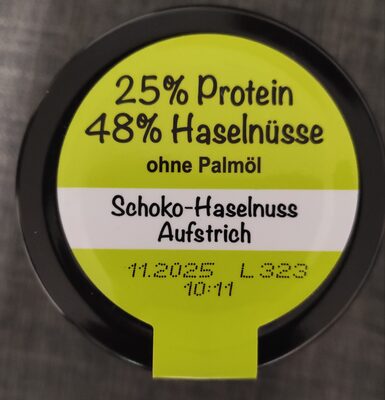 25% Protein
48% Haselnüsse
ohne Palmöl
Schoko-Haselnuss
Aufstrich
11.2025 L 323
10:11